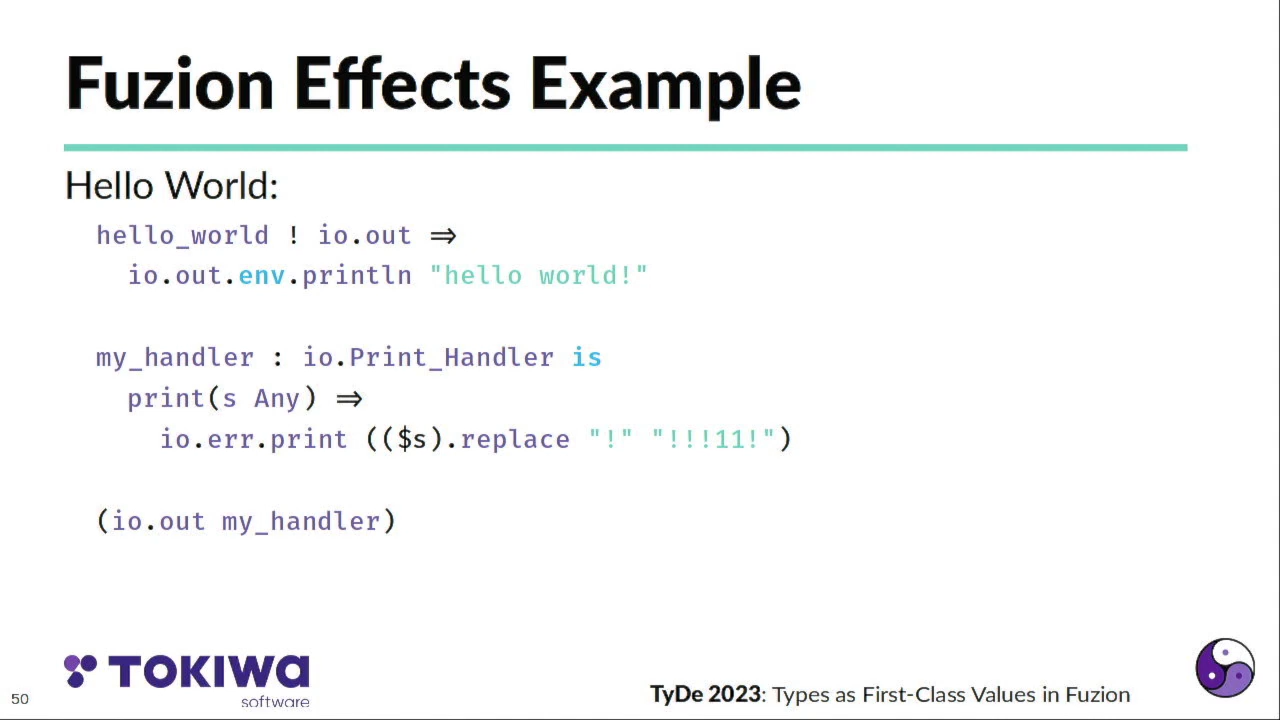 Fuzion Effects Example
Hello World:
hello_world ! io.out ⇒
io.out.env.println "hello world!"
my_handler : io.Print_Handler is
print(s Any) ⇒
io.err.print (($s).replace "!" "!!!11!")
(io.out my_handler)
TOKIWA
software
50
TyDe 2023: Types as First-Class Values in Fuzion